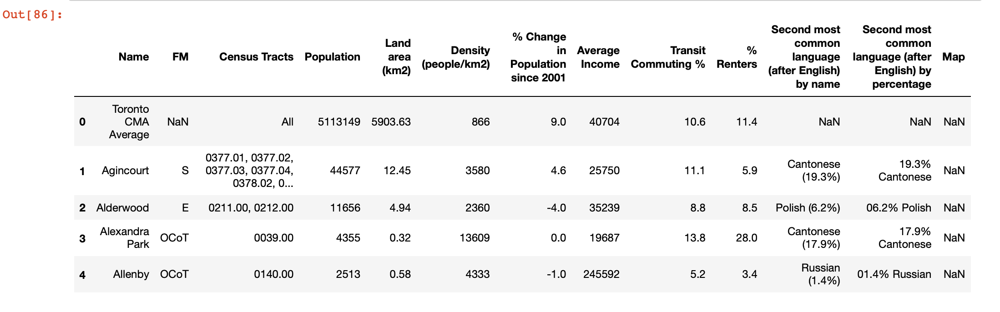 Out[86]:
Name FM Census Tracts Population Land area (km2) Density (people/km2) % Change in Population since 2001 Average Income Transit Commuting % % Renters Second most common language (after English) by name Second most common language (after English) by percentage Map
0 Toronto CMA Average NaN All 5113149 5903.63 866 9.0 40704 10.6 11.4 NaN NaN NaN
1 Agincourt S 0377.01, 0377.02, 0377.03, 0377.04, 0378.02, 0... 44577 12.45 3580 4.6 25750 11.1 5.9 Cantonese (19.3%) 19.3% Cantonese NaN
2 Alderwood E 0211.00, 0212.00 11656 4.94 2360 -4.0 35239 8.8 8.5 Polish (6.2%) 06.2% Polish NaN
3 Alexandra Park OCoT 0039.00 4355 0.32 13609 0.0 19687 13.8 28.0 Cantonese (17.9%) 17.9% Cantonese NaN
4 Allenby OCoT 0140.00 2513 0.58 4333 -1.0 245592 5.2 3.4 Russian (1.4%) 01.4% Russian NaN